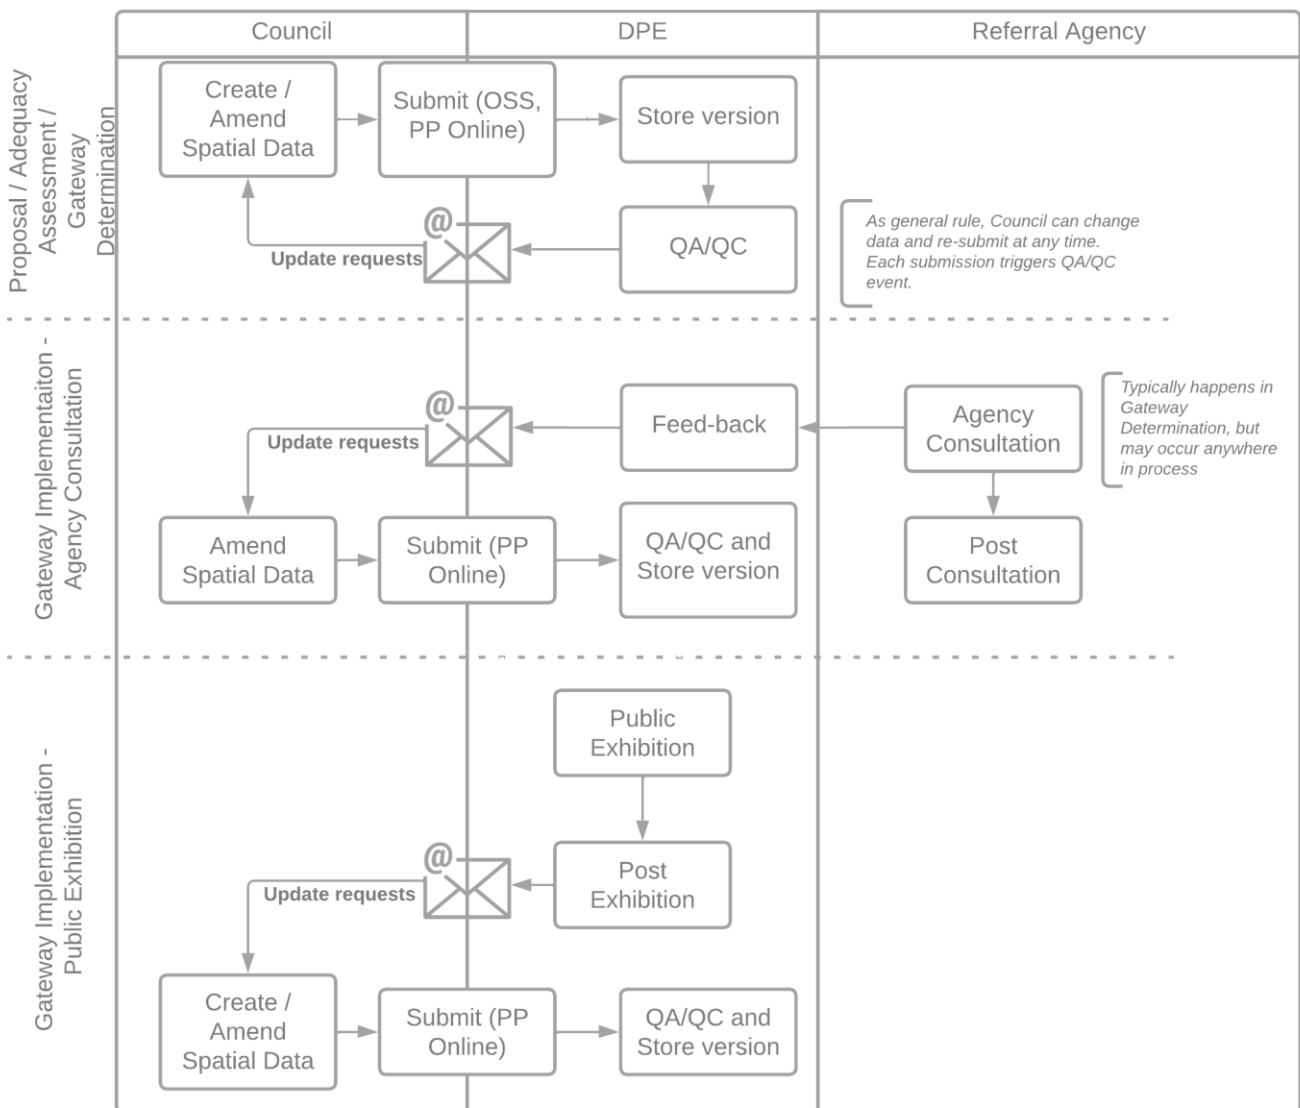 Council
DPE
Referral Agency
Proposal / Adequacy
Assessment /
Gateway
Determination
Create /
Amend
Spatial Data
Submit (OSS,
PP Online)
Store version
@
Update requests
QA/QC
As general rule, Council can change
data and re-submit at any time.
Each submission triggers QA/QC
event.
Gateway Implementaiton -
Agency Consultation
@
Update requests
Feed-back
Agency
Consultation
Typically happens in
Gateway
Determination, but
may occur anywhere
in process
Amend
Spatial Data
Submit (PP
Online)
QA/QC and
Store version
Post
Consultation
Gateway Implementation -
Public Exhibition
Public
Exhibition
@
Update requests
Post
Exhibition
Create /
Amend
Spatial Data
Submit (PP
Online)
QA/QC and
Store version